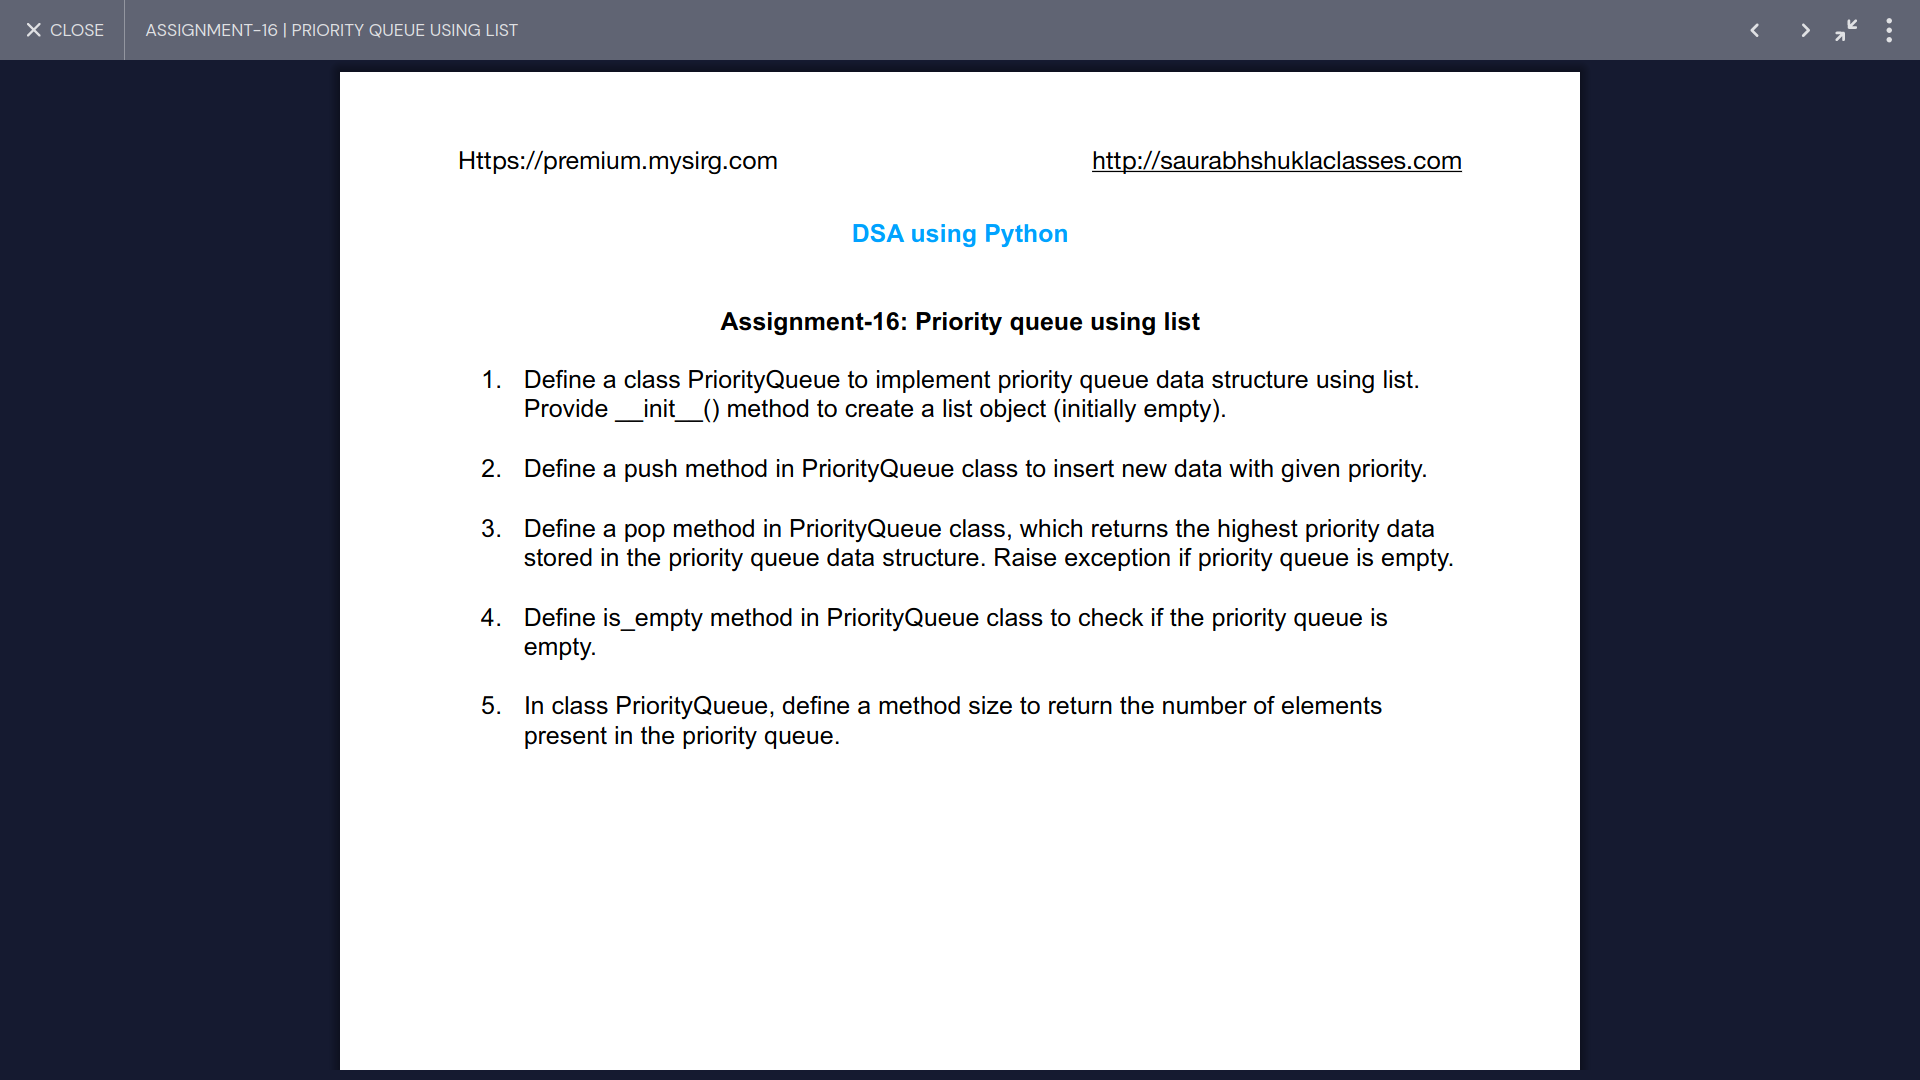 CLOSE
ASSIGNMENT-16 | PRIORITY QUEUE USING LIST
Https://premium.mysirg.com
http://saurabhshuklaclasses.com
DSA using Python
Assignment-16: Priority queue using list
1. Define a class PriorityQueue to implement priority queue data structure using list.
Provide __init__() method to create a list object (initially empty).
2. Define a push method in PriorityQueue class to insert new data with given priority.
3. Define a pop method in PriorityQueue class, which returns the highest priority data
stored in the priority queue data structure. Raise exception if priority queue is empty.
4. Define is_empty method in PriorityQueue class to check if the priority queue is
empty.
5. In class PriorityQueue, define a method size to return the number of elements
present in the priority queue.